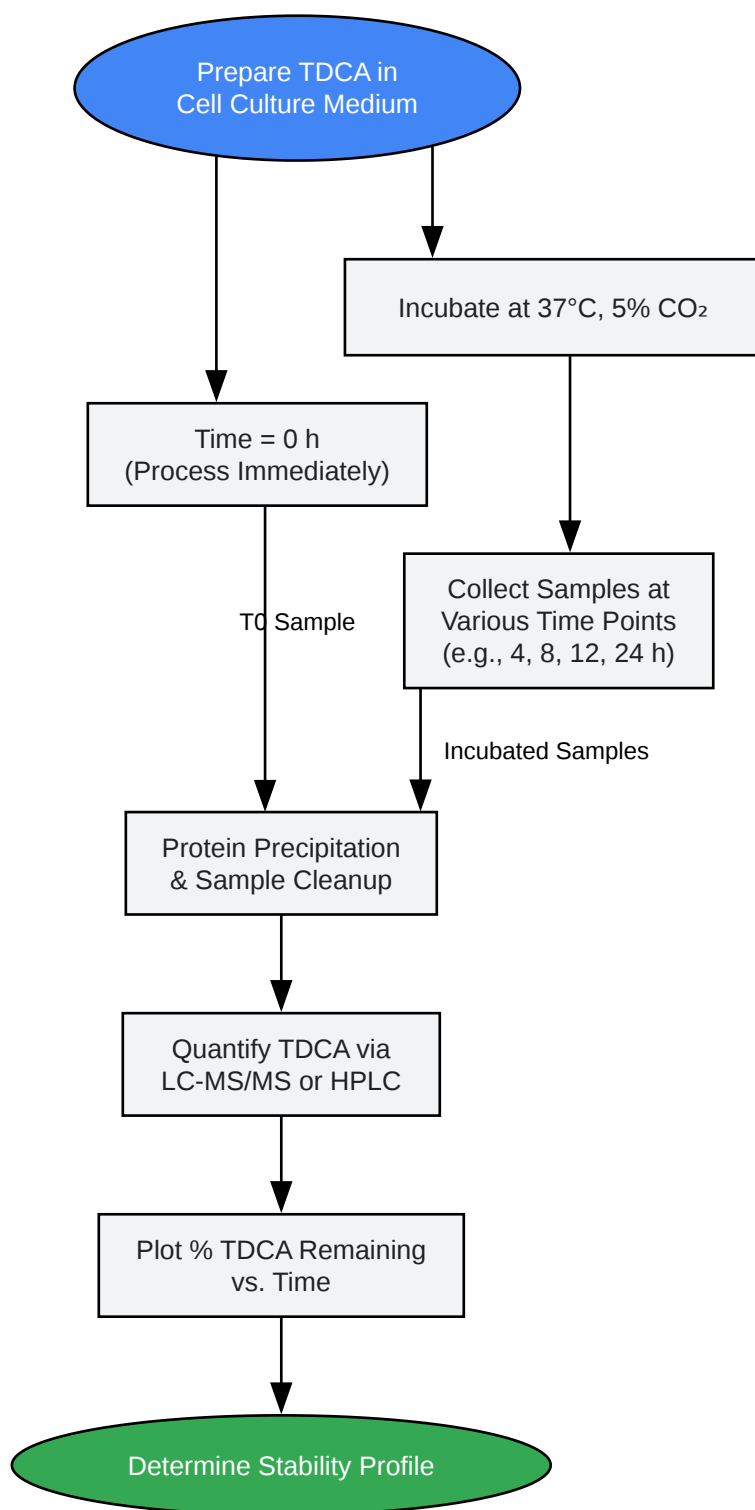 Prepare TDCA in
Cell Culture Medium
Incubate at 37°C, 5% CO₂
Time = 0 h
(Process Immediately)
Collect Samples at
Various Time Points
(e.g., 4, 8, 12, 24 h)
T0 Sample
Incubated Samples
Protein Precipitation
& Sample Cleanup
Quantify TDCA via
LC-MS/MS or HPLC
Plot % TDCA Remaining
vs. Time
Determine Stability Profile